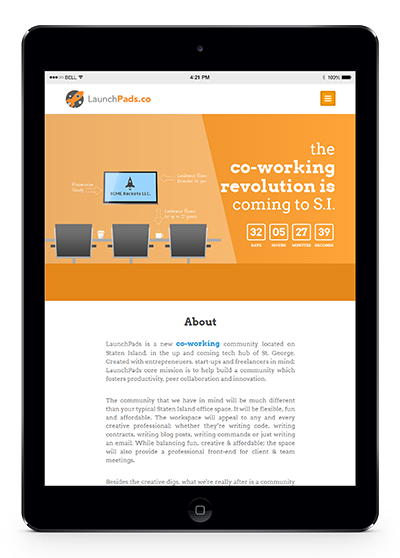 BELL 4:21 PM 100%
LaunchPads.co
the
co-working
revolution is
coming to S.I.
32 05 27 39
DAYS HOURS MINUTES SECONDS
ACME Rockets LLC.
About
LaunchPads is a new co-working community located on
Staten Island, in the up and coming tech hub of St. George.
Created with entrepreneuers, start-ups and freelancers in mind;
LaunchPads core mission is to help build a community which
fosters productivity, peer collaboration and innovation.
The community that we have in mind will be much different
than your typical Staten Island office space. It will be flexible, fun
and affordable. The workspace will appeal to any and every
creative professional; whether they're writing code, writing
contracts, writing blog posts, writing commands or just writing
an email. While balancing fun, creative & affordable; the space
will also provide a professional front-end for client & team
meetings.
Besides the creative digs, what we're really after is a community